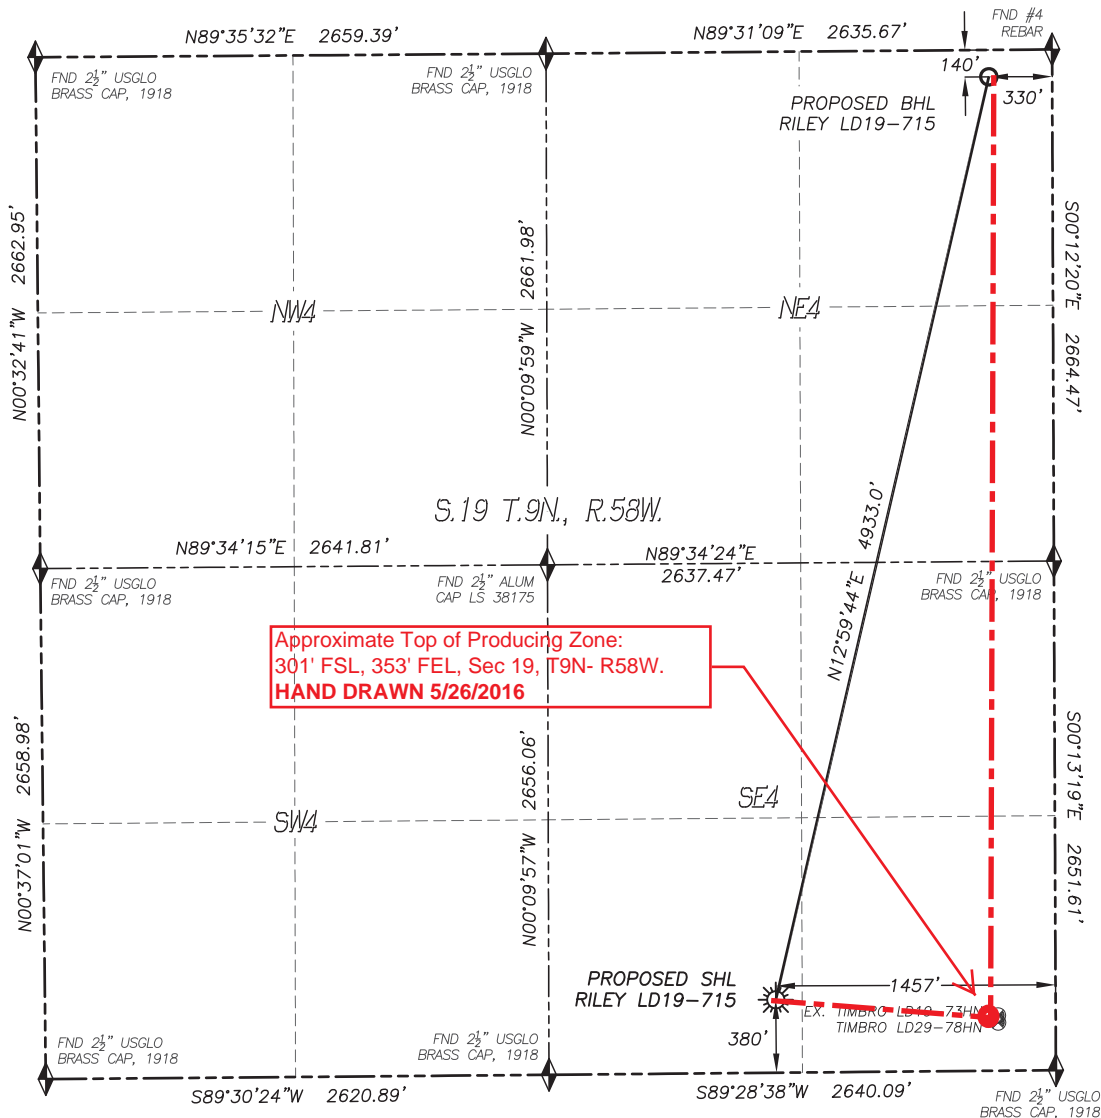 N89°35'32"E 2659.39'
N89°31'09"E 2635.67'
FND #4
REBAR
FND 2½" USGLO
BRASS CAP, 1918
FND 2½" USGLO
BRASS CAP, 1918
140'
330'
PROPOSED BHL
RILEY LD19-715
N00°32'41"W 2662.95'
N00°09'59"W 2661.98'
S00°12'20"E 2664.47'
NW4
NE4
S.19 T.9N., R.58W.
N89°34'15"E 2641.81'
N89°34'24"E
2637.47'
FND 2½" USGLO
BRASS CAP, 1918
FND 2½" ALUM
CAP LS 38175
FND 2½" USGLO
BRASS CAP, 1918
N12°59'44"E 4933.0'
Approximate Top of Producing Zone:
301' FSL, 353' FEL, Sec 19, T9N- R58W.
HAND DRAWN 5/26/2016
N00°37'01"W 2658.98'
N00°09'57"W 2656.06'
S00°13'19"E 2651.61'
SW4
SE4
PROPOSED SHL
RILEY LD19-715
1457'
EX. TIMBRO LD19-73HN
TIMBRO LD29-78HN
380'
FND 2½" USGLO
BRASS CAP, 1918
FND 2½" USGLO
BRASS CAP, 1918
S89°30'24"W 2620.89'
S89°28'38"W 2640.09'
FND 2½" USGLO
BRASS CAP, 1918